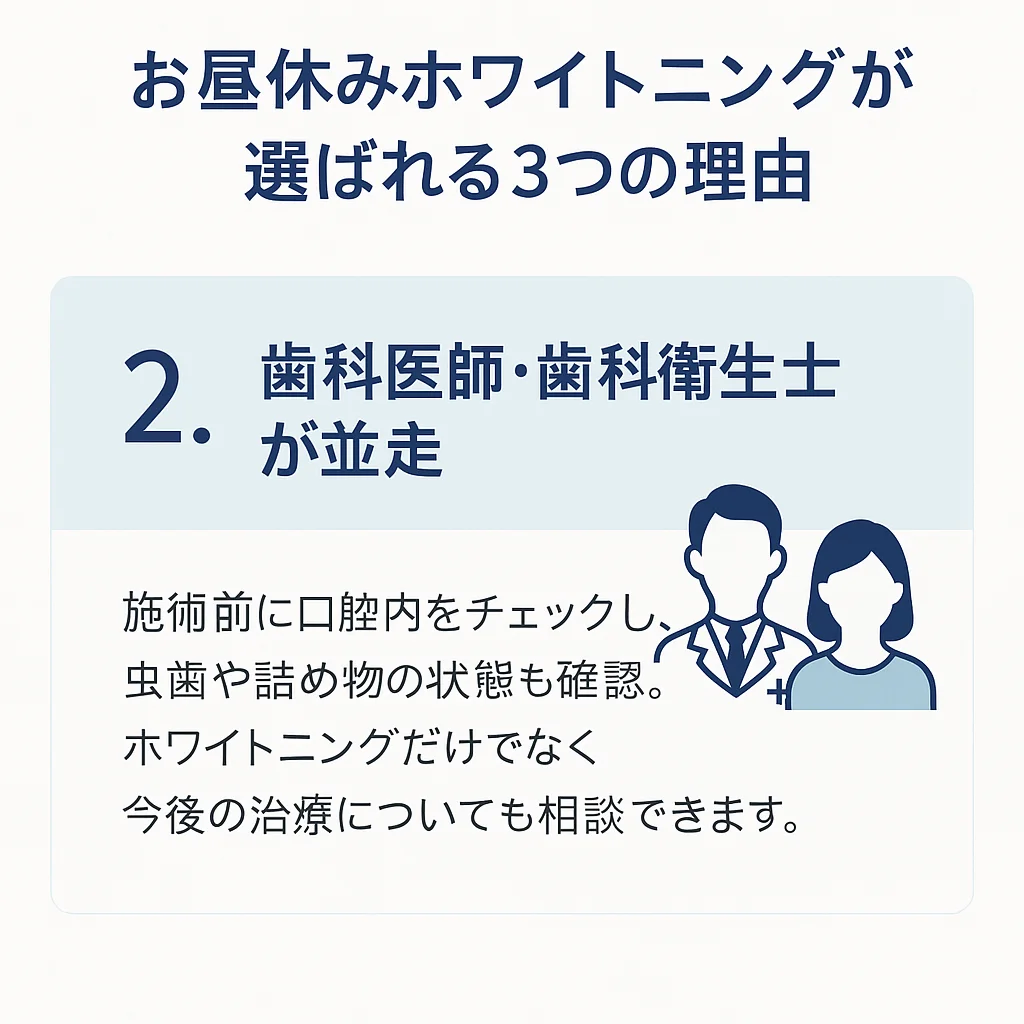 お昼休みホワイトニングが
選ばれる3つの理由
2. 歯科医師・歯科衛生士
が並走
施術前に口腔内をチェックし、
虫歯や詰め物の状態も確認。
ホワイトニングだけでなく
今後の治療についても相談できます。